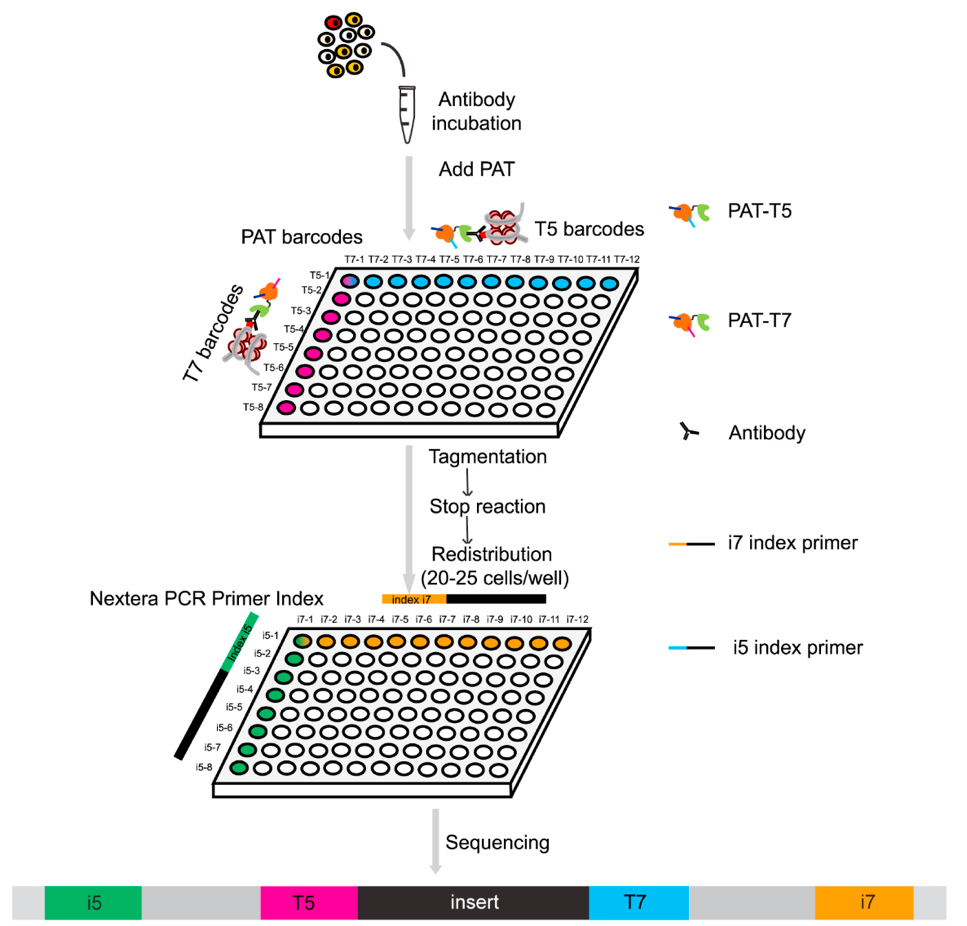 Antibody
incubation
Add PAT
PAT barcodes
T5 barcodes
PAT-T5
T7-1 T7-2 T7-3 T7-4 T7-5 T7-6 T7-7 T7-8 T7-9 T7-10 T7-11 T7-12
T5-1
T5-2
T5-3
T5-4
T5-5
T5-6
T5-7
T5-8
T7 barcodes
PAT-T7
Antibody
Tagmentation
Stop reaction
Redistribution
(20-25 cells/well)
i7 index primer
Nextera PCR Primer Index
index i7
i7-1 i7-2 i7-3 i7-4 i7-5 i7-6 i7-7 i7-8 i7-9 i7-10 i7-11 i7-12
Index i5
i5-1
i5-2
i5-3
i5-4
i5-5
i5-6
i5-7
i5-8
i5 index primer
Sequencing
i5 T5 insert T7 i7